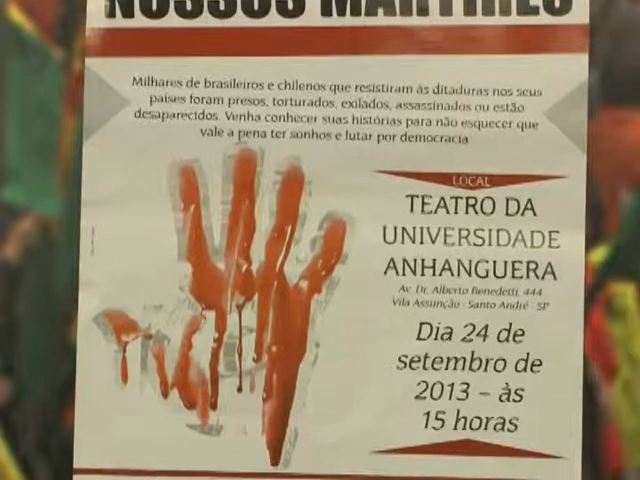 NOSSOS MÁRTIRES
Milhares de brasileiros e chilenos que resistiram ás ditaduras nos seus
países foram presos, torturados, exilados, assassinados ou estão
desaparecidos. Venha conhecer suas histórias para não esquecer que
vale a pena ter sonhos e lutar por democracia
LOCAL
TEATRO DA
UNIVERSIDADE
ANHANGUERA
Av. Dr. Alberto Benedetti, 444
Vila Assunção - Santo André - SP
Dia 24 de
setembro de
2013 – às
15 horas